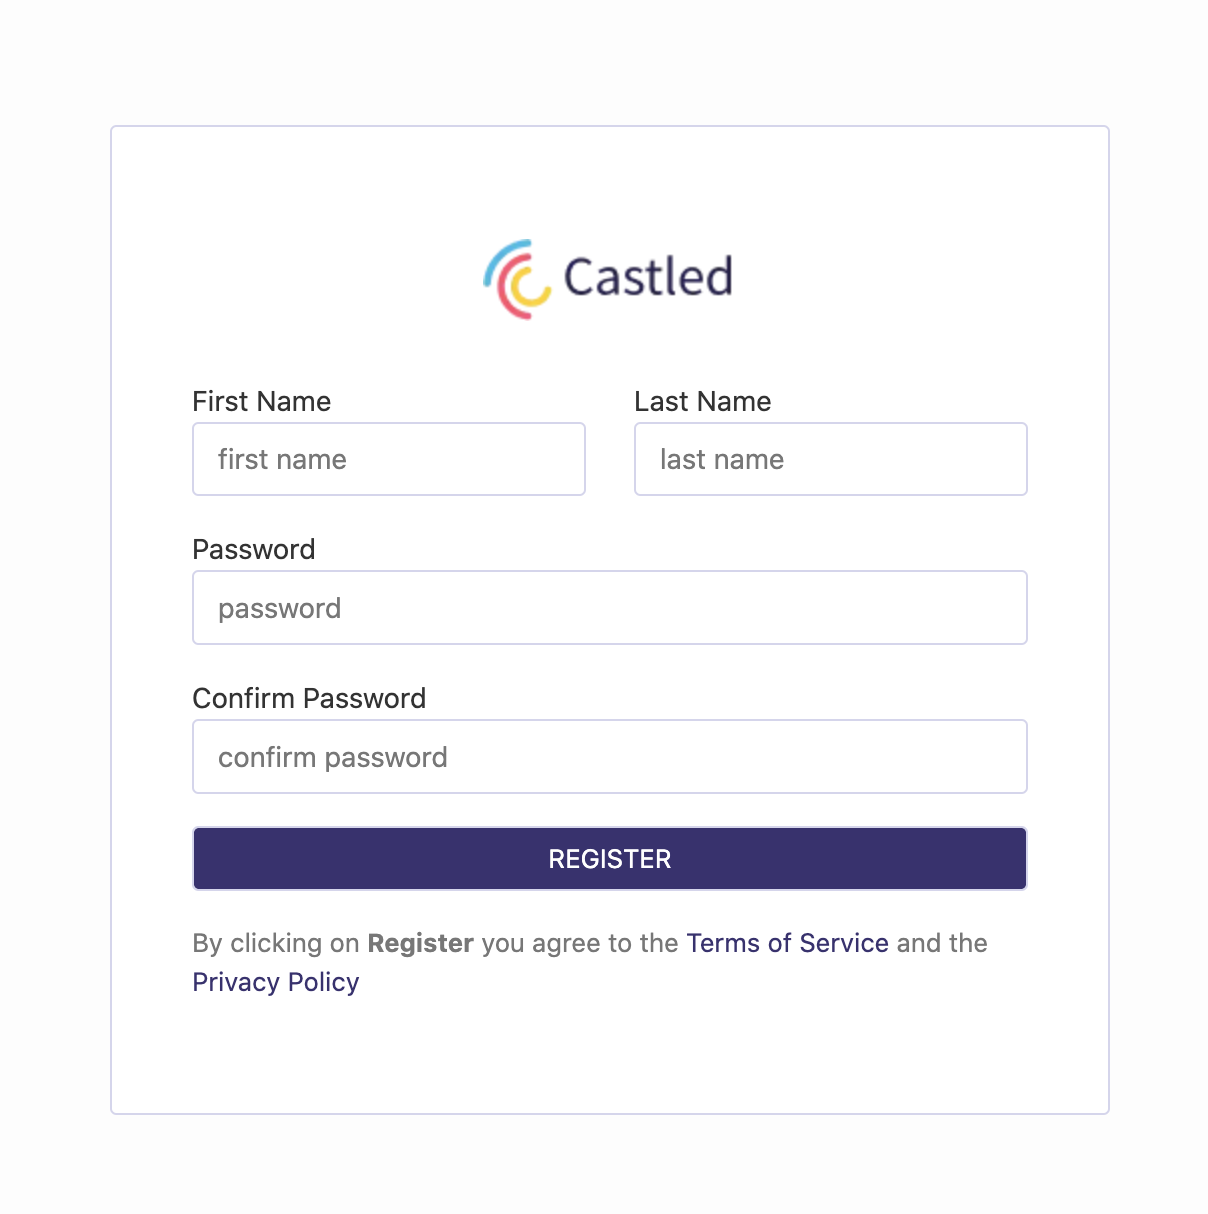 Castled
First Name
Last Name
first name
last name
Password
password
Confirm Password
confirm password
REGISTER
By clicking on Register you agree to the Terms of Service and the
Privacy Policy